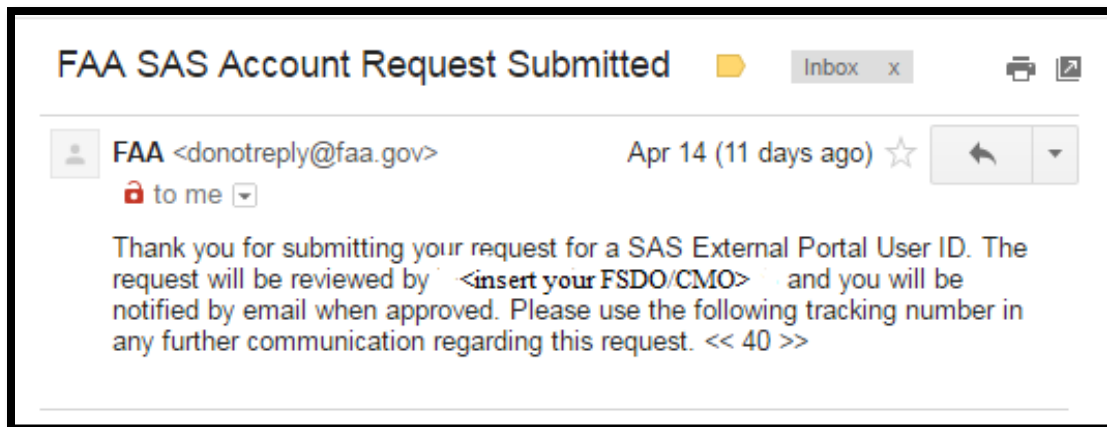 FAA SAS Account Request Submitted
Inbox x
FAA <donotreply@faa.gov>
Apr 14 (11 days ago)
to me
Thank you for submitting your request for a SAS External Portal User ID. The
request will be reviewed by <insert your FSDO/CMO> and you will be
notified by email when approved. Please use the following tracking number in
any further communication regarding this request. << 40 >>